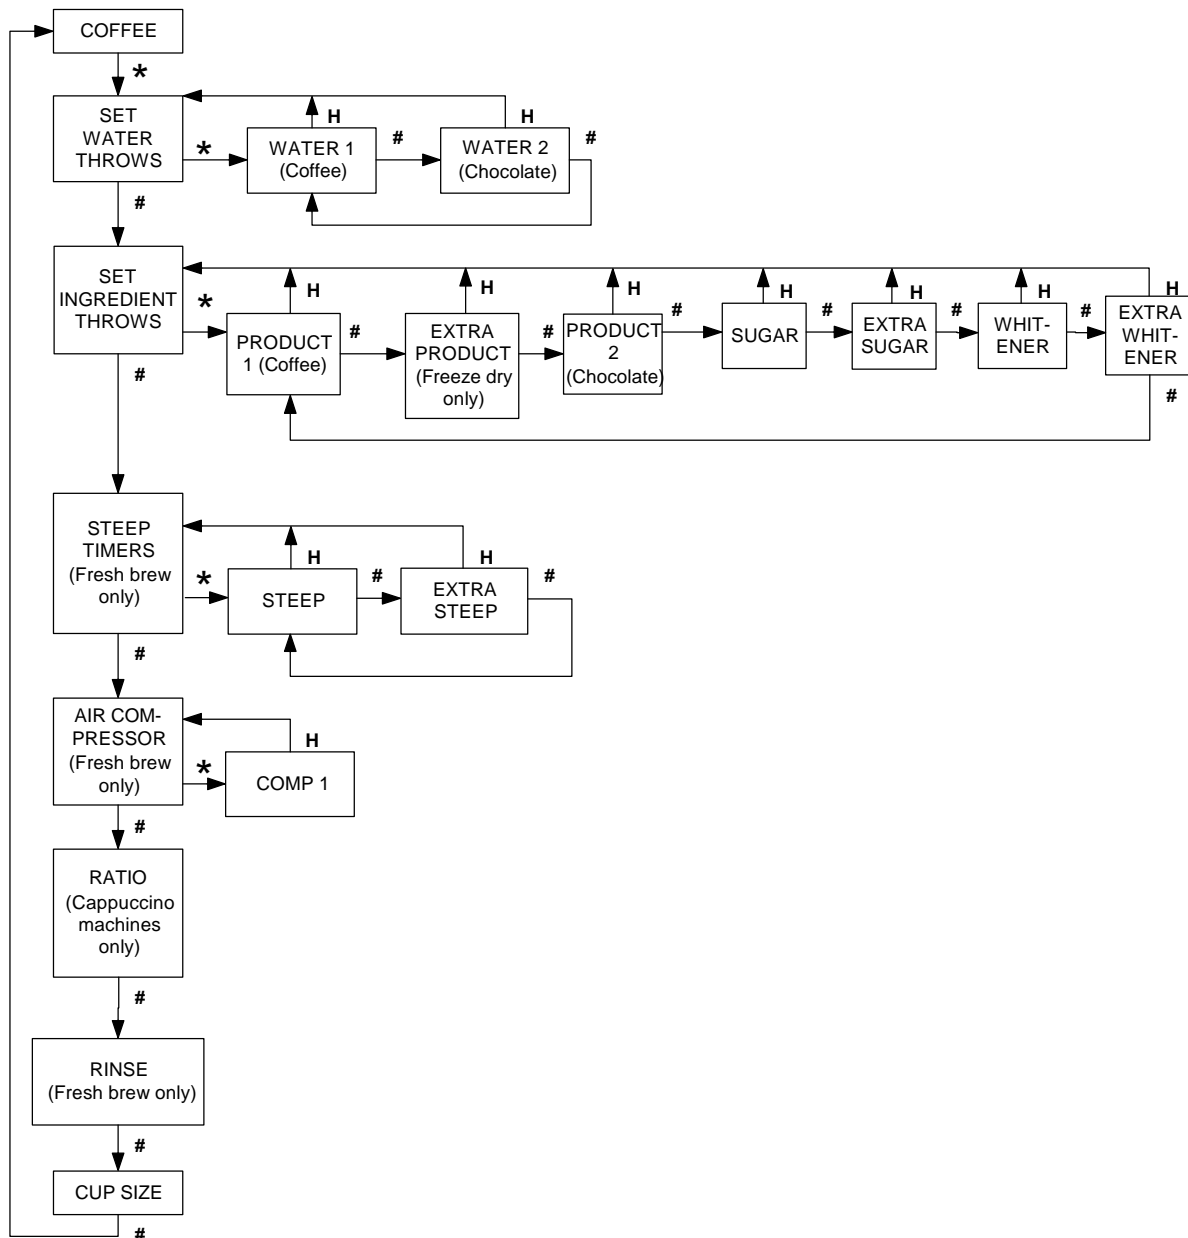 COFFEE
*
SET
WATER
THROWS
*
WATER 1
(Coffee)
H
#
WATER 2
(Chocolate)
H
#
#
SET
INGREDIENT
THROWS
*
PRODUCT
1 (Coffee)
H
#
EXTRA
PRODUCT
(Freeze dry
only)
H
#
PRODUCT
2
(Chocolate)
H
#
SUGAR
H
#
EXTRA
SUGAR
H
#
WHIT-
ENER
H
#
EXTRA
WHIT-
ENER
H
#
#
STEEP
TIMERS
(Fresh brew
only)
*
STEEP
H
#
EXTRA
STEEP
H
#
#
AIR COM-
PRESSOR
(Fresh brew
only)
*
COMP 1
H
#
RATIO
(Cappuccino
machines
only)
#
RINSE
(Fresh brew only)
#
CUP SIZE
#